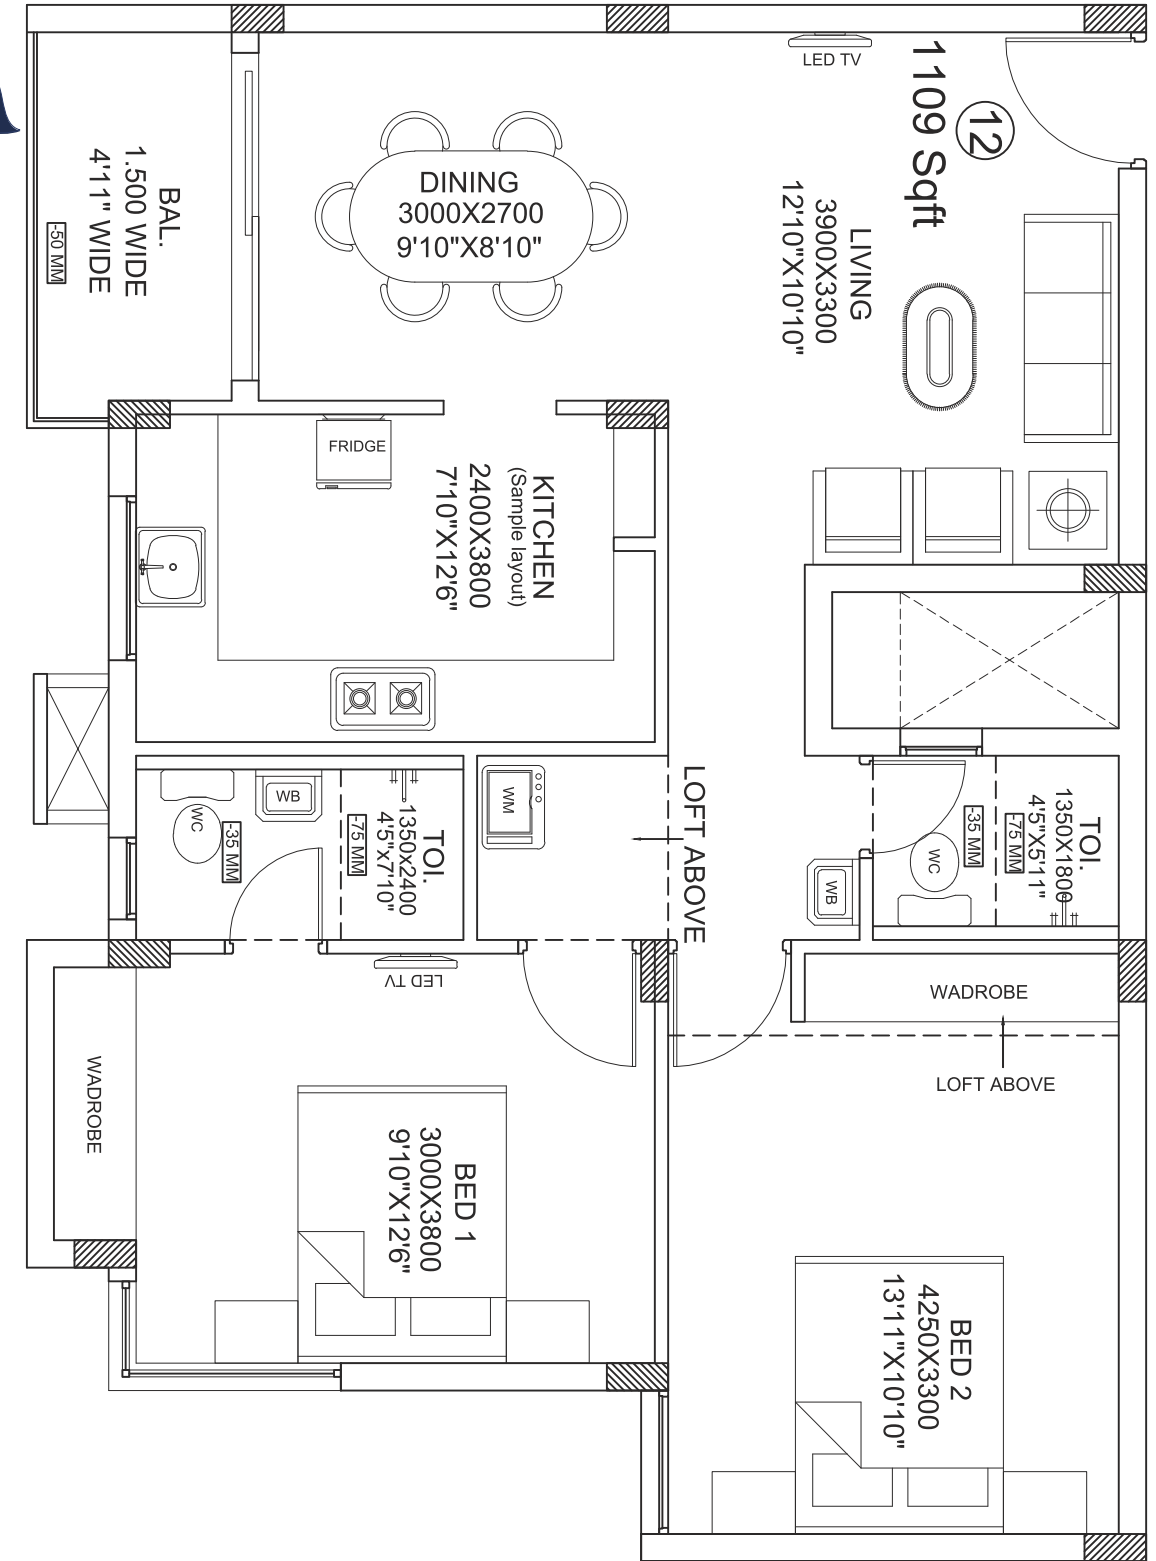 LED TV
12
1109 Sqft
DINING
3000X2700
9'10"X8'10"
BAL.
1.500 WIDE
4'11" WIDE
-50 MM
LIVING
3900X3300
12'10"X10'10"
FRIDGE
KITCHEN
(Sample layout)
2400X3800
7'10"X12'6"
LOFT ABOVE
WM
WB
WC
-35 MM
TOI.
1350x2400
4'5"x7'10"
-75 MM
TOI.
1350X1800
4'5"X5'11"
-75 MM
-35 MM
WC
WB
LED TV
WADROBE
LOFT ABOVE
WADROBE
BED 1
3000X3800
9'10"X12'6"
BED 2
4250X3300
13'11"X10'10"